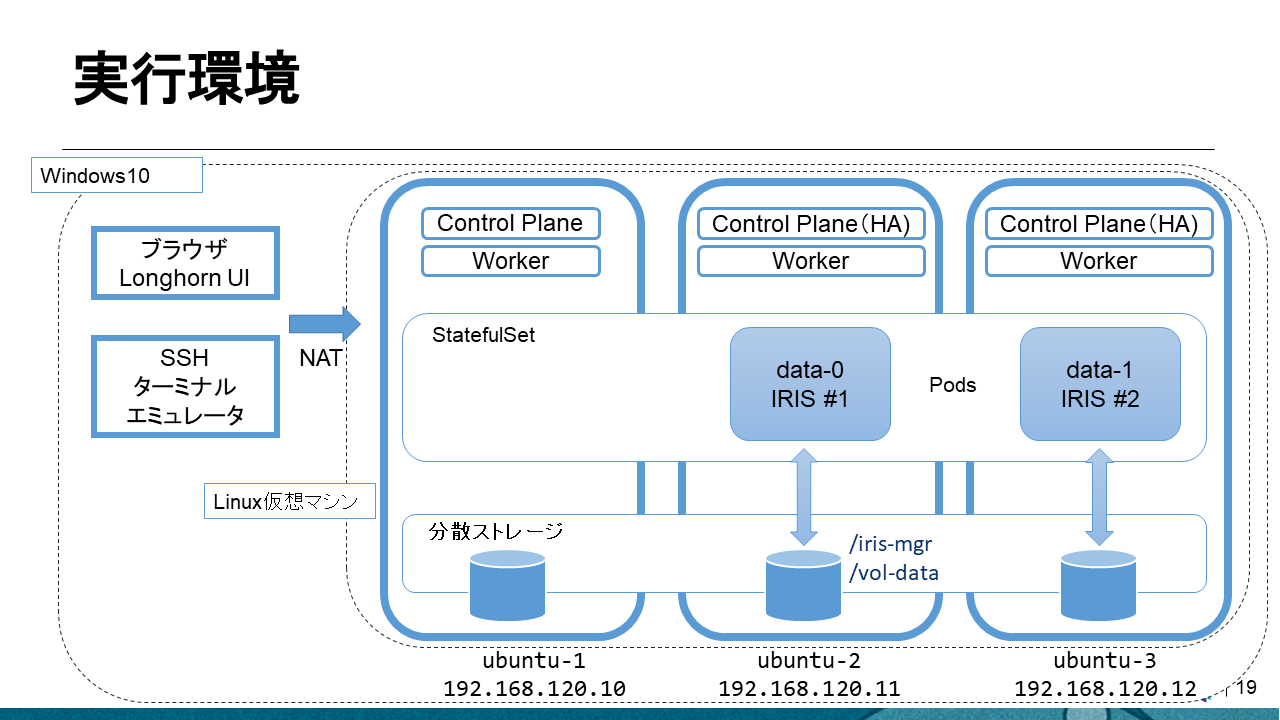 実行環境
Windows10
ブラウザ
Longhorn UI
SSH
ターミナル
エミュレータ
NAT
Linux仮想マシン
Control Plane
Worker
Control Plane（HA)
Worker
Control Plane（HA)
Worker
StatefulSet
data-0
IRIS #1
Pods
data-1
IRIS #2
分散ストレージ
/iris-mgr
/vol-data
ubuntu-1
192.168.120.10
ubuntu-2
192.168.120.11
ubuntu-3
192.168.120.12
19